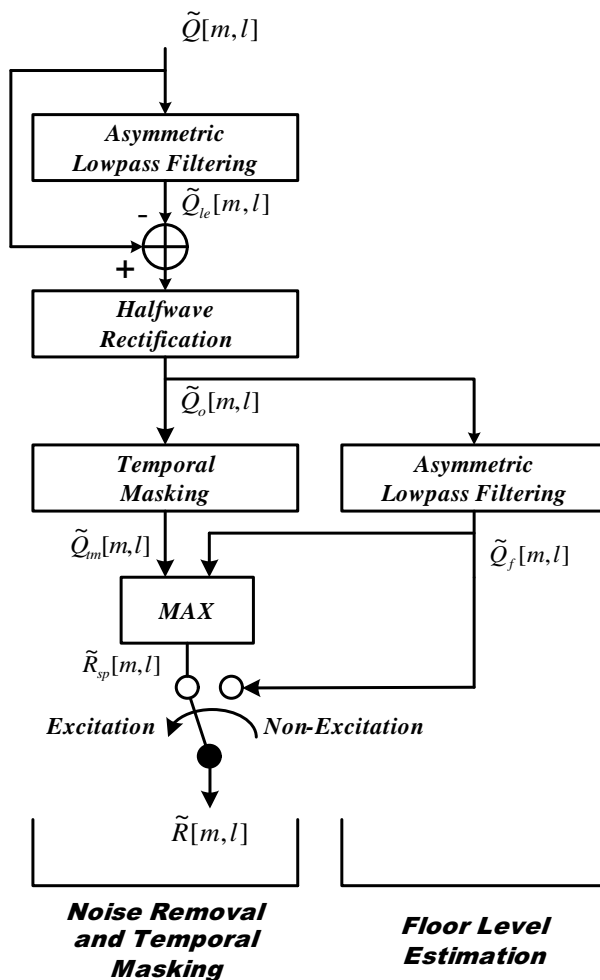 Q̃[m,l]
Asymmetric
Lowpass Filtering
-
Q̃le[m,l]
+
Halfwave
Rectification
Q̃o[m,l]
Temporal
Masking
Asymmetric
Lowpass Filtering
Q̃tm[m,l]
Q̃f[m,l]
MAX
R̃sp[m,l]
Excitation
Non-Excitation
R̃[m,l]
Noise Removal
and Temporal
Masking
Floor Level
Estimation